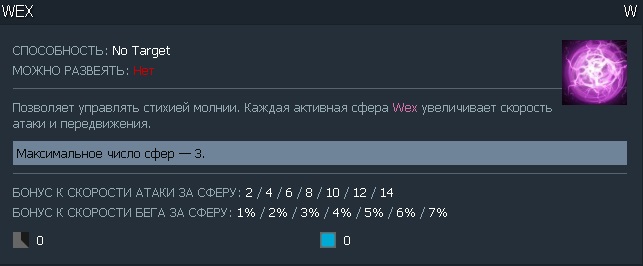 WEX W
СПОСОБНОСТЬ: No Target
МОЖНО РАЗВЕЯТЬ: Нет
Позволяет управлять стихией молнии. Каждая активная сфера Wex увеличивает скорость
атаки и передвижения.
Максимальное число сфер — 3.
БОНУС К СКОРОСТИ АТАКИ ЗА СФЕРУ: 2 / 4 / 6 / 8 / 10 / 12 / 14
БОНУС К СКОРОСТИ БЕГА ЗА СФЕРУ: 1% / 2% / 3% / 4% / 5% / 6% / 7%
0 0